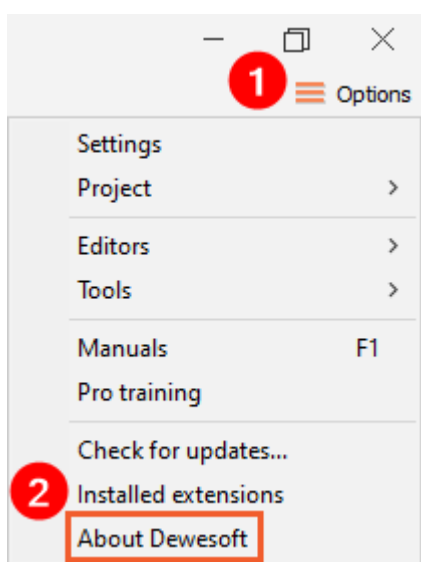 1
Options
Settings
Project
Editors
Tools
Manuals F1
Pro training
Check for updates...
2
Installed extensions
About Dewesoft